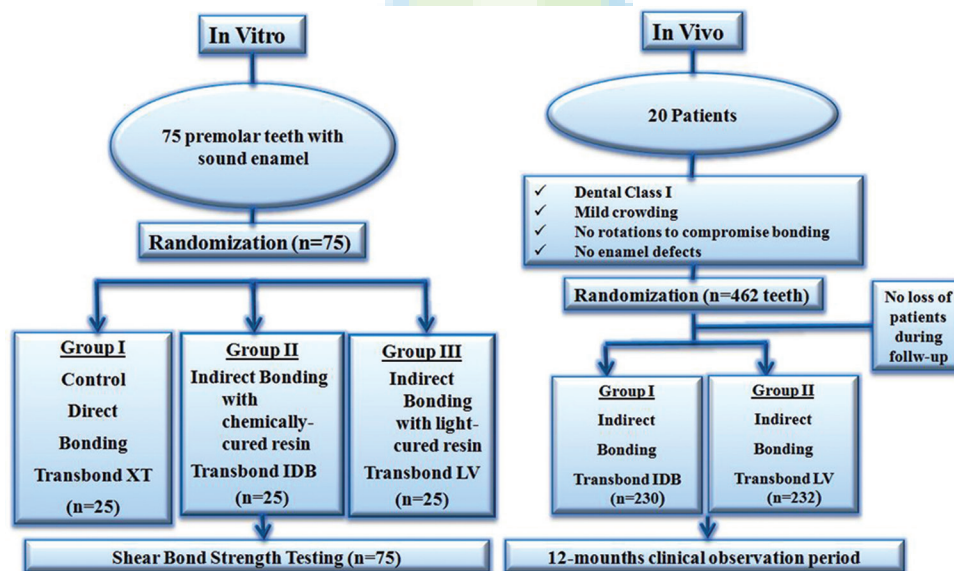 In Vitro
75 premolar teeth with
sound enamel
Randomization (n=75)
Group I
Control
Direct
Bonding
Transbond XT
(n=25)
Group II
Indirect Bonding
with
chemically-
cured resin
Transbond IDB
(n=25)
Group III
Indirect
Bonding
with light-
cured resin
Transbond LV
(n=25)
Shear Bond Strength Testing (n=75)
In Vivo
20 Patients
✓ Dental Class I
✓ Mild crowding
✓ No rotations to compromise bonding
✓ No enamel defects
Randomization (n=462 teeth)
No loss of
patients
during
follw-up
Group I
Indirect
Bonding
Transbond IDB
(n=230)
Group II
Indirect
Bonding
Transbond LV
(n=232)
12-mounths clinical observation period